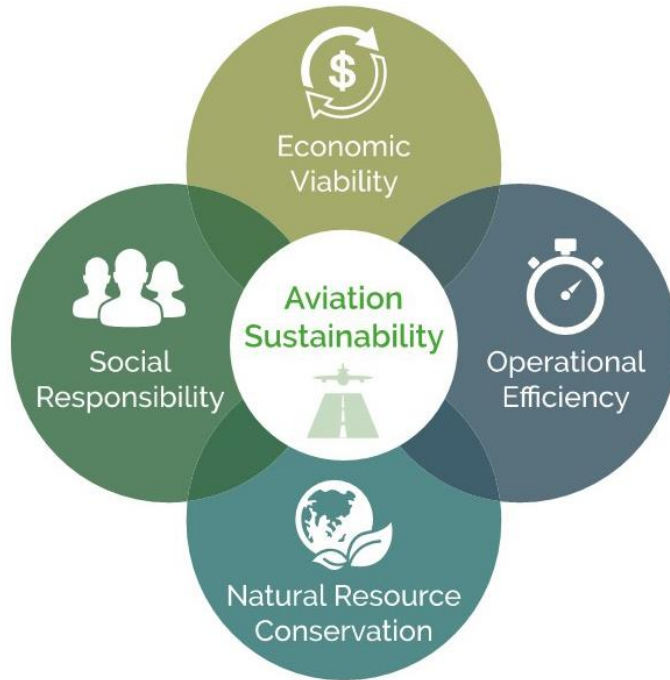 $
Economic
Viability
Social
Responsibility
Aviation
Sustainability
Operational
Efficiency
Natural Resource
Conservation